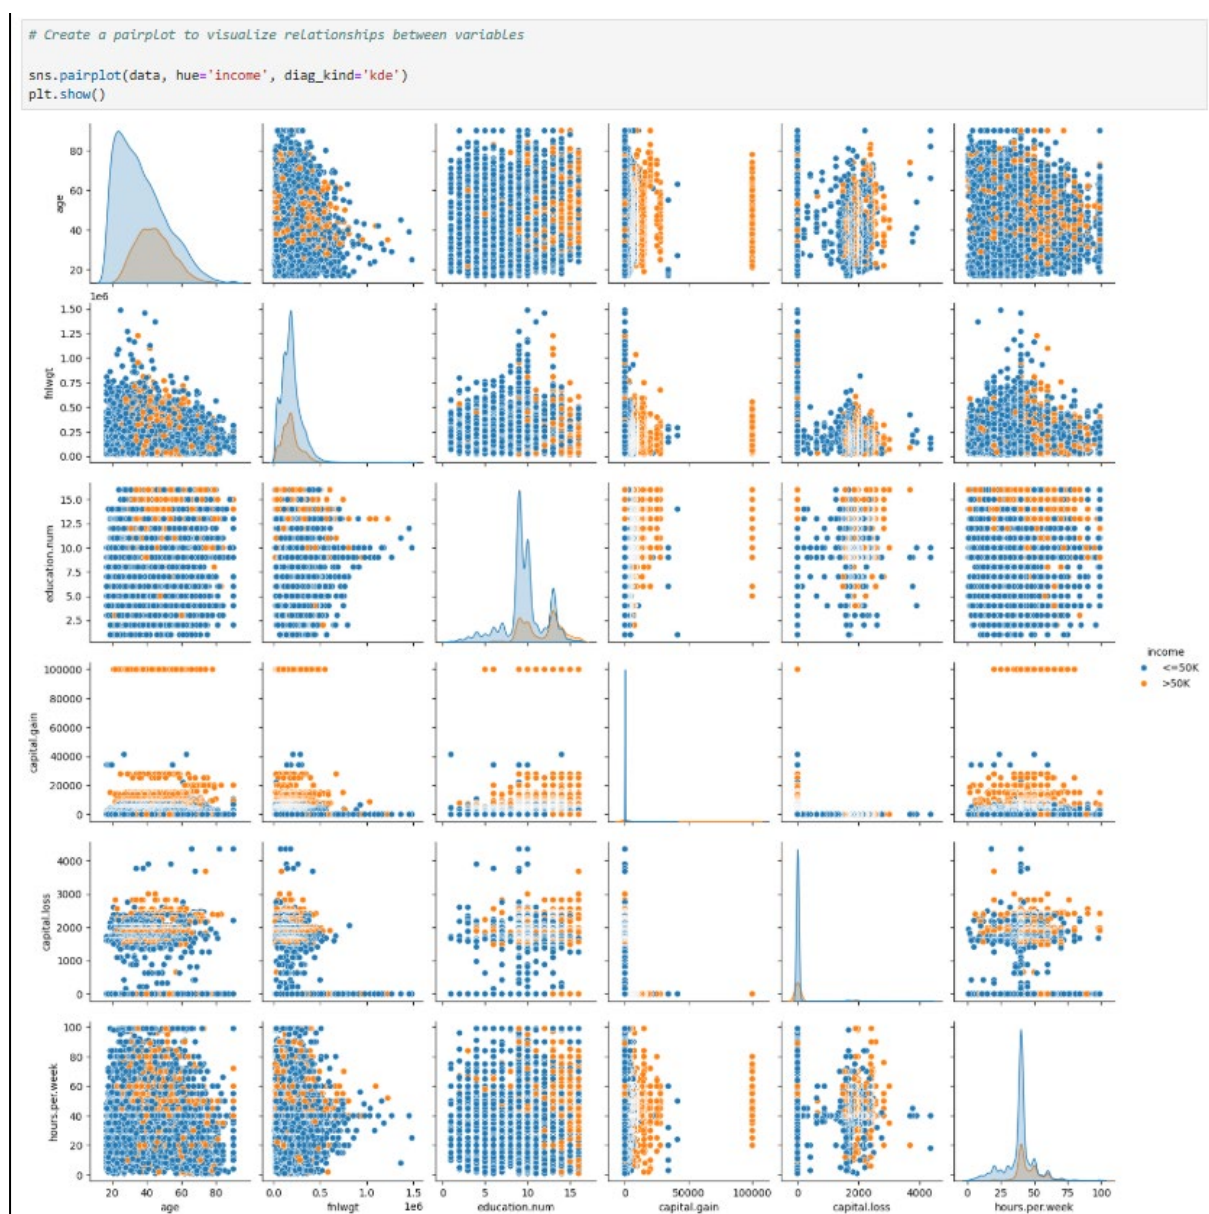 # Create a pairplot to visualize relationships between variables
sns.pairplot(data, hue='income', diag_kind='kde')
plt.show()
80
60
40
20
age
1e6
1.50
1.25
1.00
0.75
0.50
0.25
0.00
fnlwgt
15.0
12.5
10.0
7.5
5.0
2.5
education.num
100000
80000
60000
40000
20000
0
capital.gain
income
<=50K
>50K
4000
3000
2000
1000
0
capital.loss
100
80
60
40
20
0
hours.per.week
20 40 60 80
age
0.0 0.5 1.0 1.5
1e6
fnlwgt
0 5 10 15
education.num
0 50000 100000
capital.gain
0 2000 4000
capital.loss
0 25 50 75 100
hours.per.week